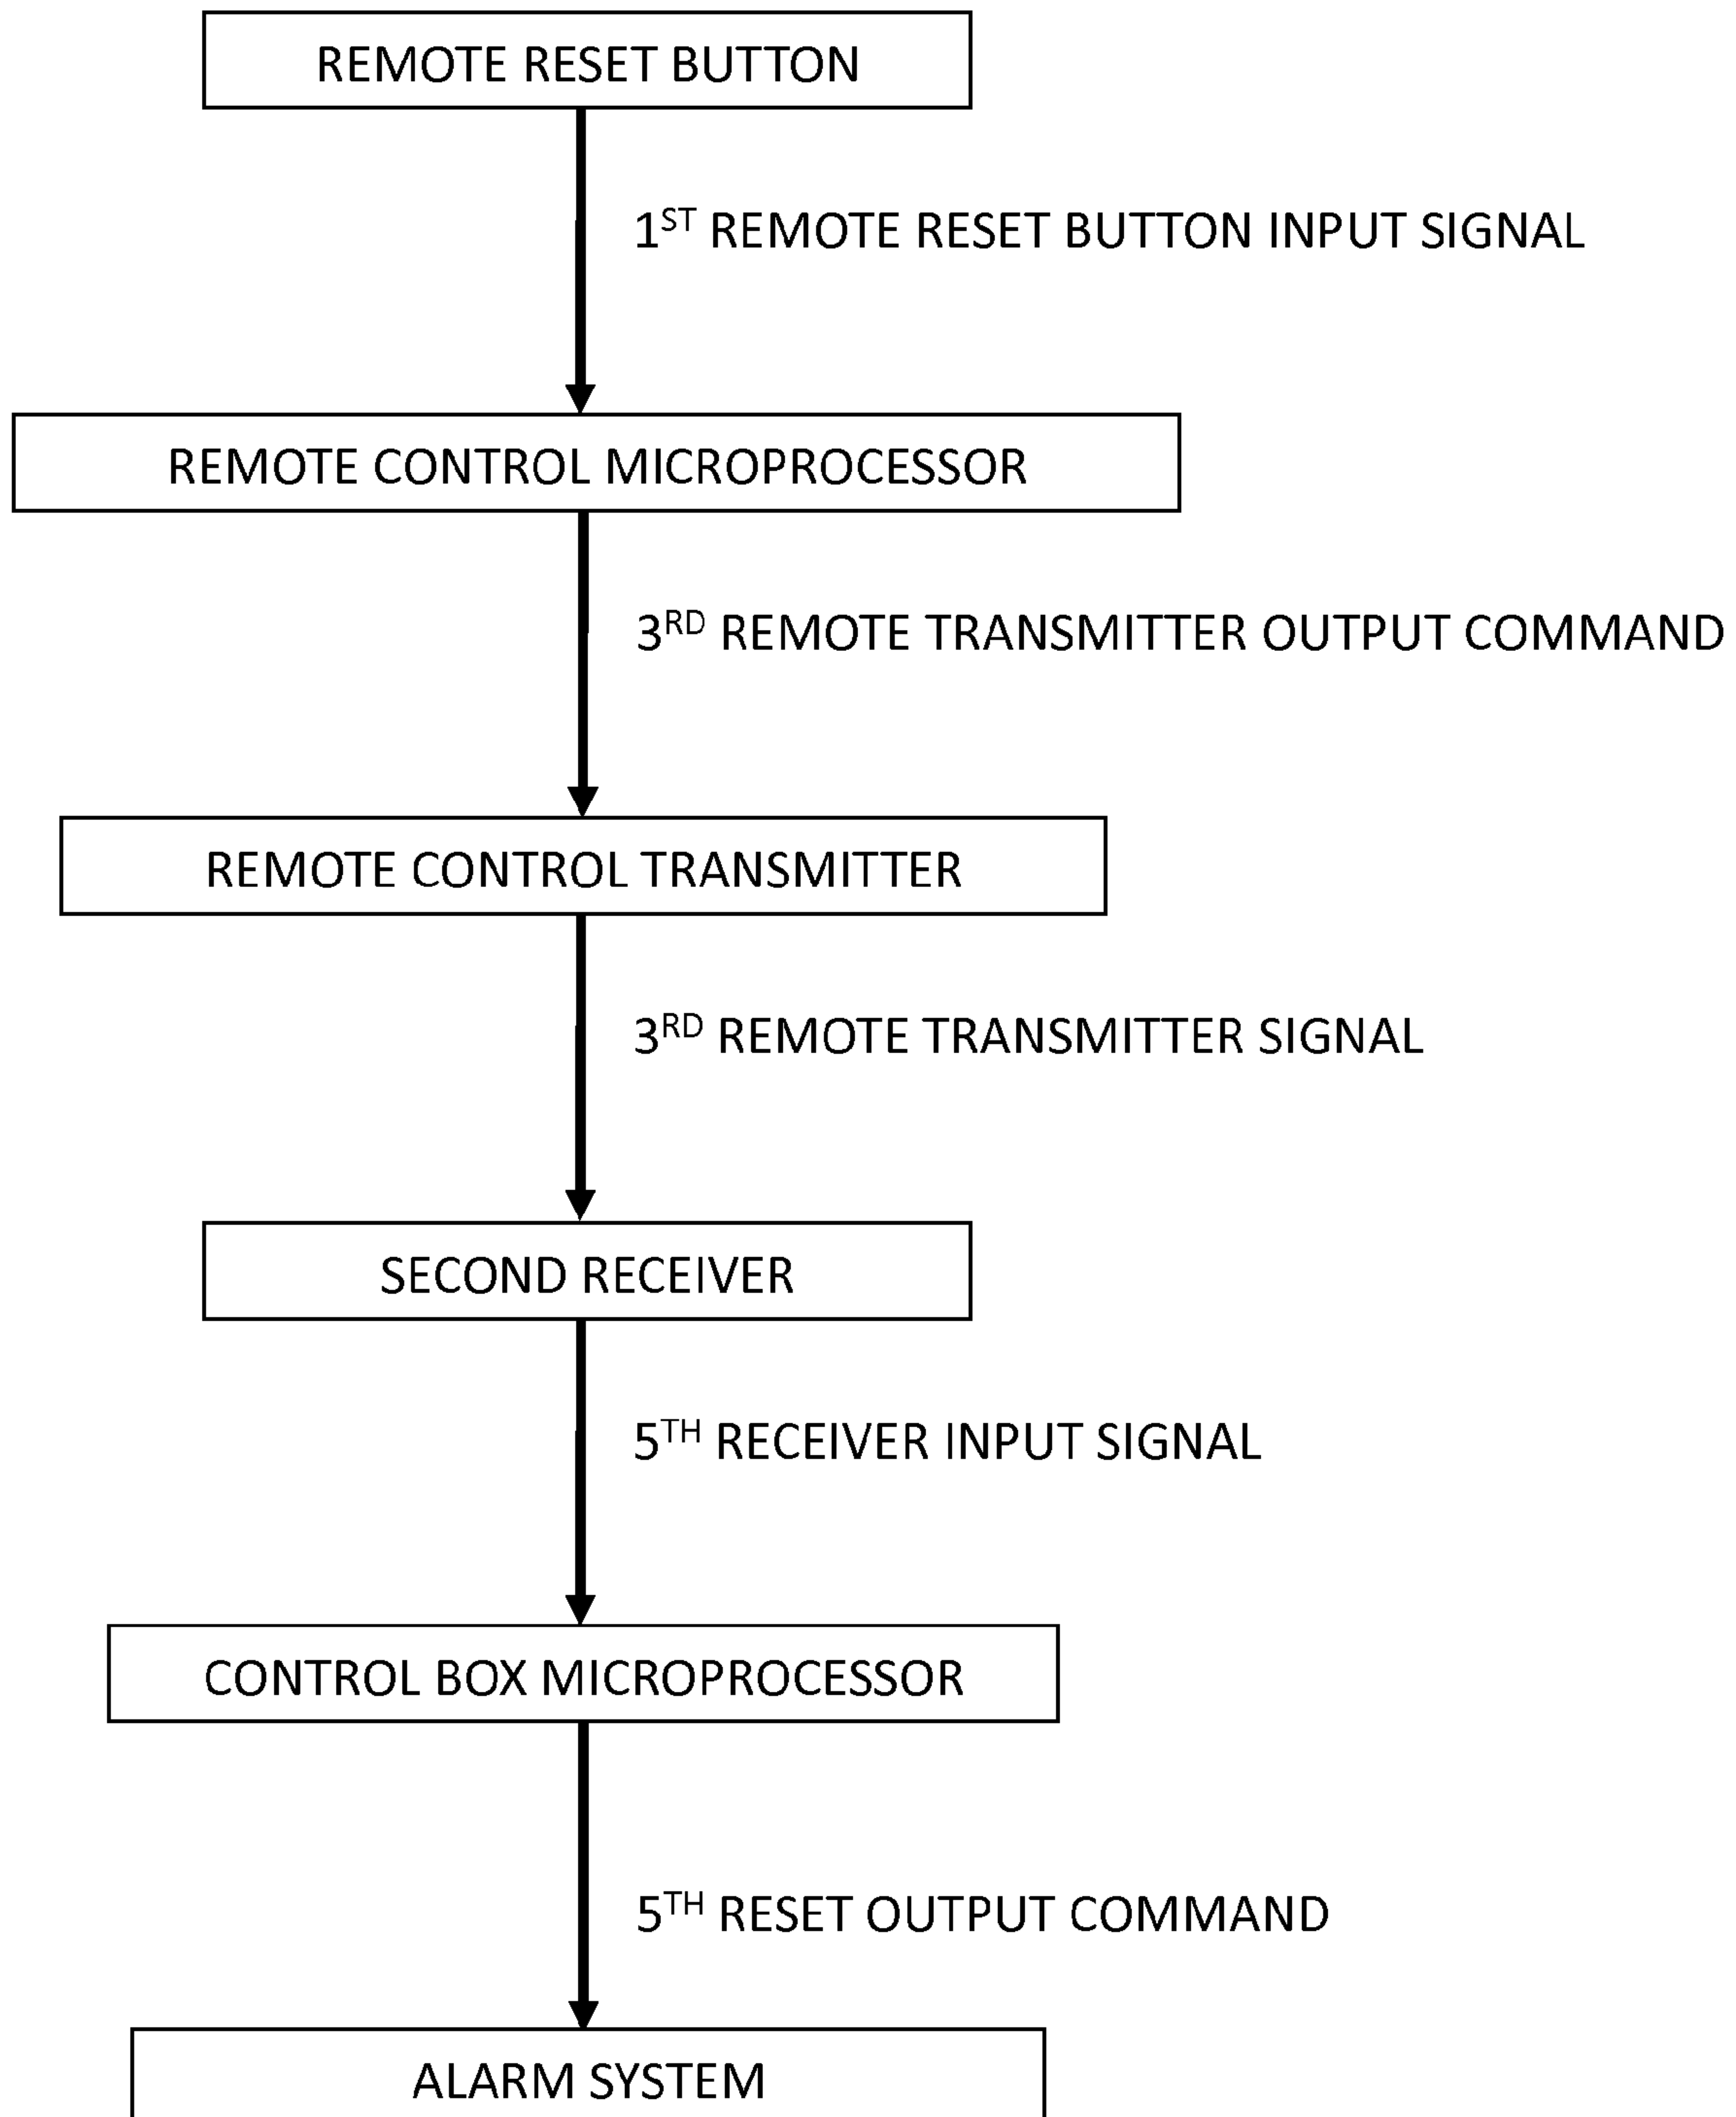 REMOTE RESET BUTTON
1ST REMOTE RESET BUTTON INPUT SIGNAL
REMOTE CONTROL MICROPROCESSOR
3RD REMOTE TRANSMITTER OUTPUT COMMAND
REMOTE CONTROL TRANSMITTER
3RD REMOTE TRANSMITTER SIGNAL
SECOND RECEIVER
5TH RECEIVER INPUT SIGNAL
CONTROL BOX MICROPROCESSOR
5TH RESET OUTPUT COMMAND
ALARM SYSTEM